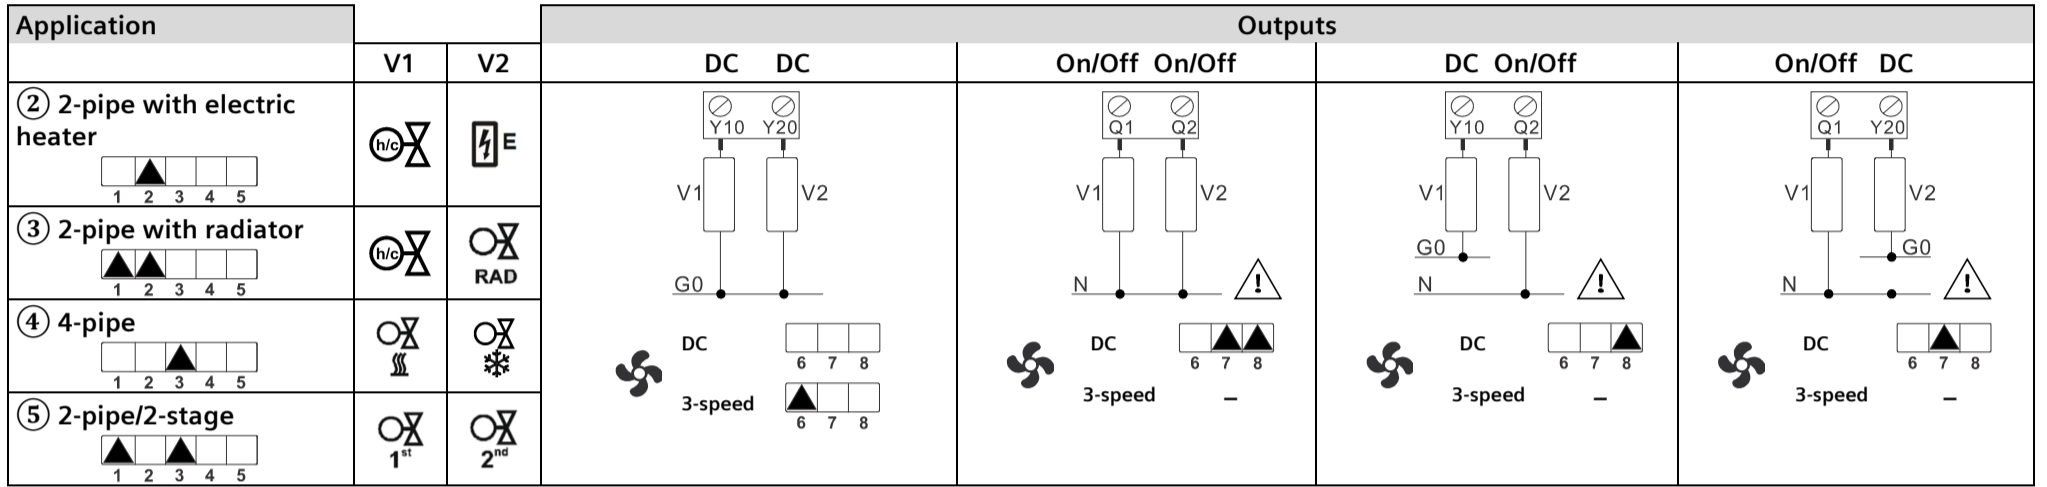 Application
Outputs
V1 V2
DC DC
On/Off On/Off
DC On/Off
On/Off DC
② 2-pipe with electric
heater
1 2 3 4 5
h/c
E
③ 2-pipe with radiator
1 2 3 4 5
h/c
RAD
④ 4-pipe
1 2 3 4 5
⑤ 2-pipe/2-stage
1 2 3 4 5
1st
2nd
Y10 Y20
V1 V2
G0
DC
6 7 8
3-speed
6 7 8
Q1 Q2
V1 V2
N
!
DC
6 7 8
3-speed –
Y10 Q2
V1 V2
G0
N
!
DC
6 7 8
3-speed –
Q1 Y20
V1 V2
G0
N
!
DC
6 7 8
3-speed –